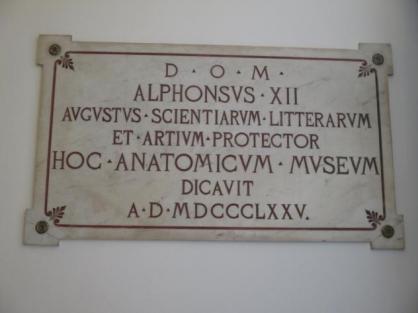 D · O · M ·
ALPHONSVS · XII
AVGVSTVS · SCIENTIARVM · LITTERARVM
ET · ARTIVM · PROTECTOR
HOC · ANATOMICVM · MVSEVM
DICAVIT
A · D · MDCCCLXXV.